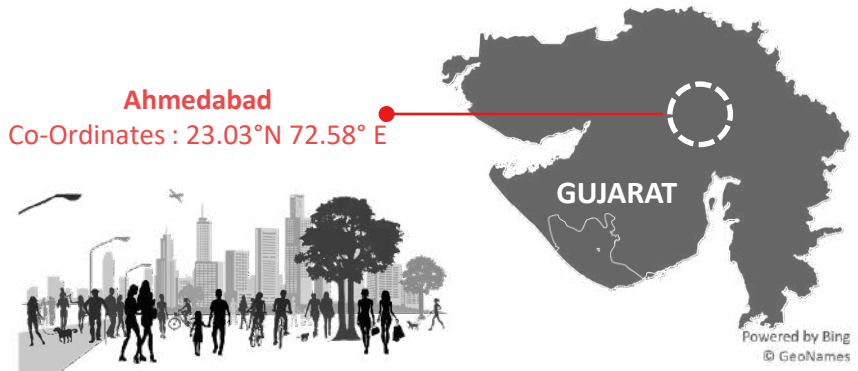 Ahmedabad
Co-Ordinates : 23.03°N 72.58° E
GUJARAT
Powered by Bing
© GeoNames